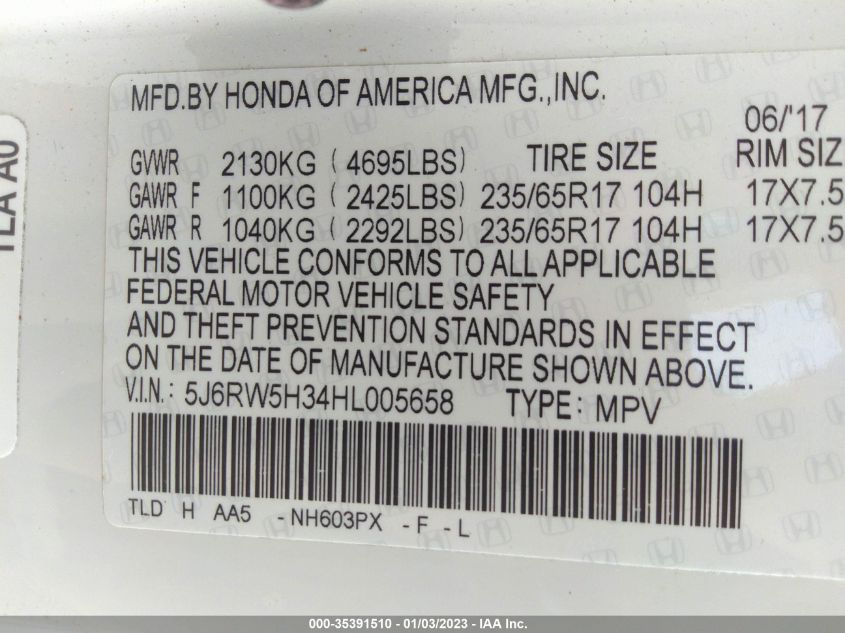 TLA A0
MFD.BY HONDA OF AMERICA MFG.,INC.
06/'17
GVWR 2130KG ( 4695LBS) TIRE SIZE RIM SIZ
GAWR F 1100KG ( 2425LBS) 235/65R17 104H 17X7.5
GAWR R 1040KG ( 2292LBS) 235/65R17 104H 17X7.5
THIS VEHICLE CONFORMS TO ALL APPLICABLE
FEDERAL MOTOR VEHICLE SAFETY
AND THEFT PREVENTION STANDARDS IN EFFECT
ON THE DATE OF MANUFACTURE SHOWN ABOVE.
V.I.N.: 5J6RW5H34HL005658 TYPE: MPV
TLD H AA5 - NH603PX - F - L
000-35391510 - 01/03/2023 - IAA Inc.